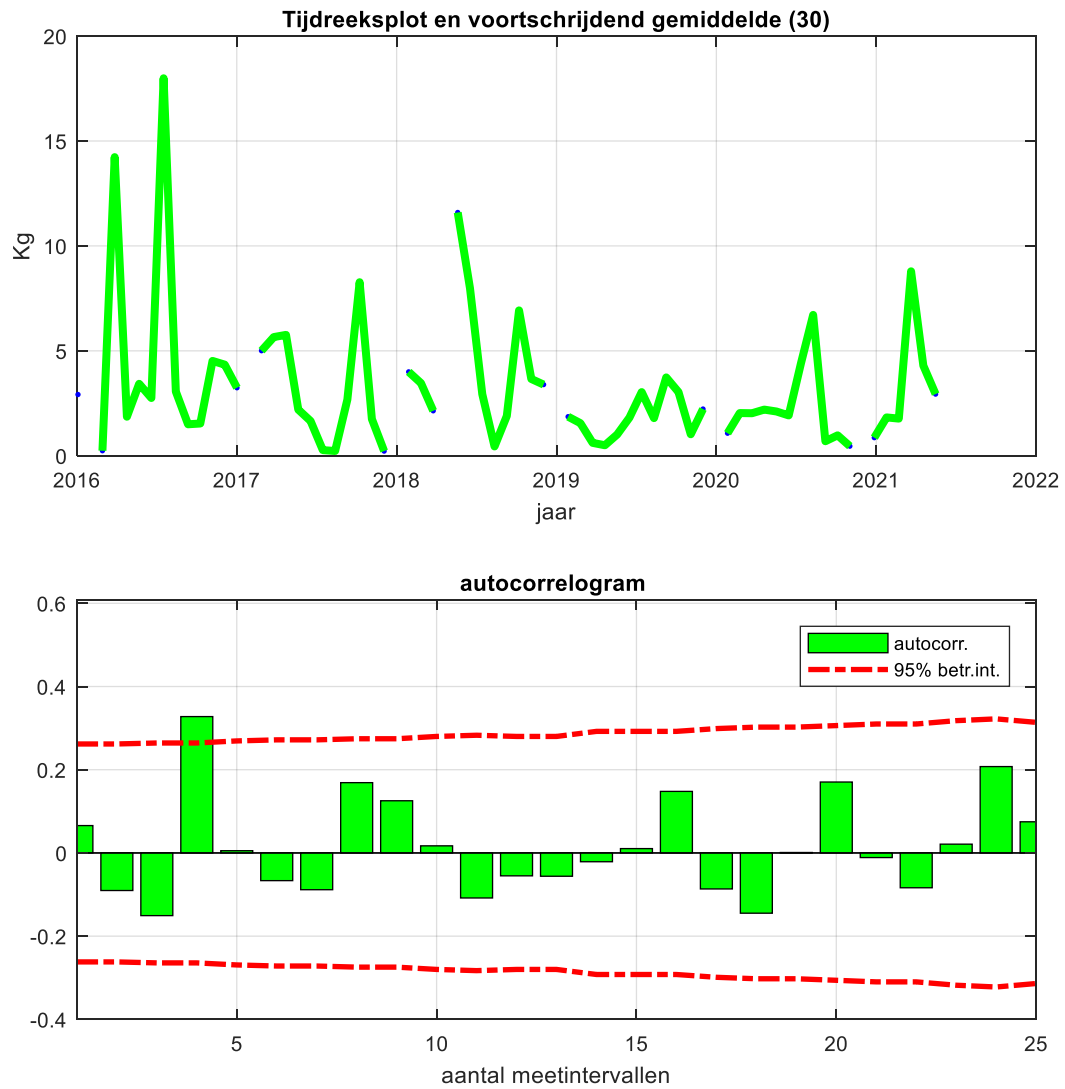 Tijdreeksplot en voortschrijdend gemiddelde (30)
20
15
10
5
0
Kg
2016 2017 2018 2019 2020 2021 2022
jaar
autocorrelogram
0.6
0.4
0.2
0
-0.2
-0.4
autocorr.
95% betr.int.
5 10 15 20 25
aantal meetintervallen